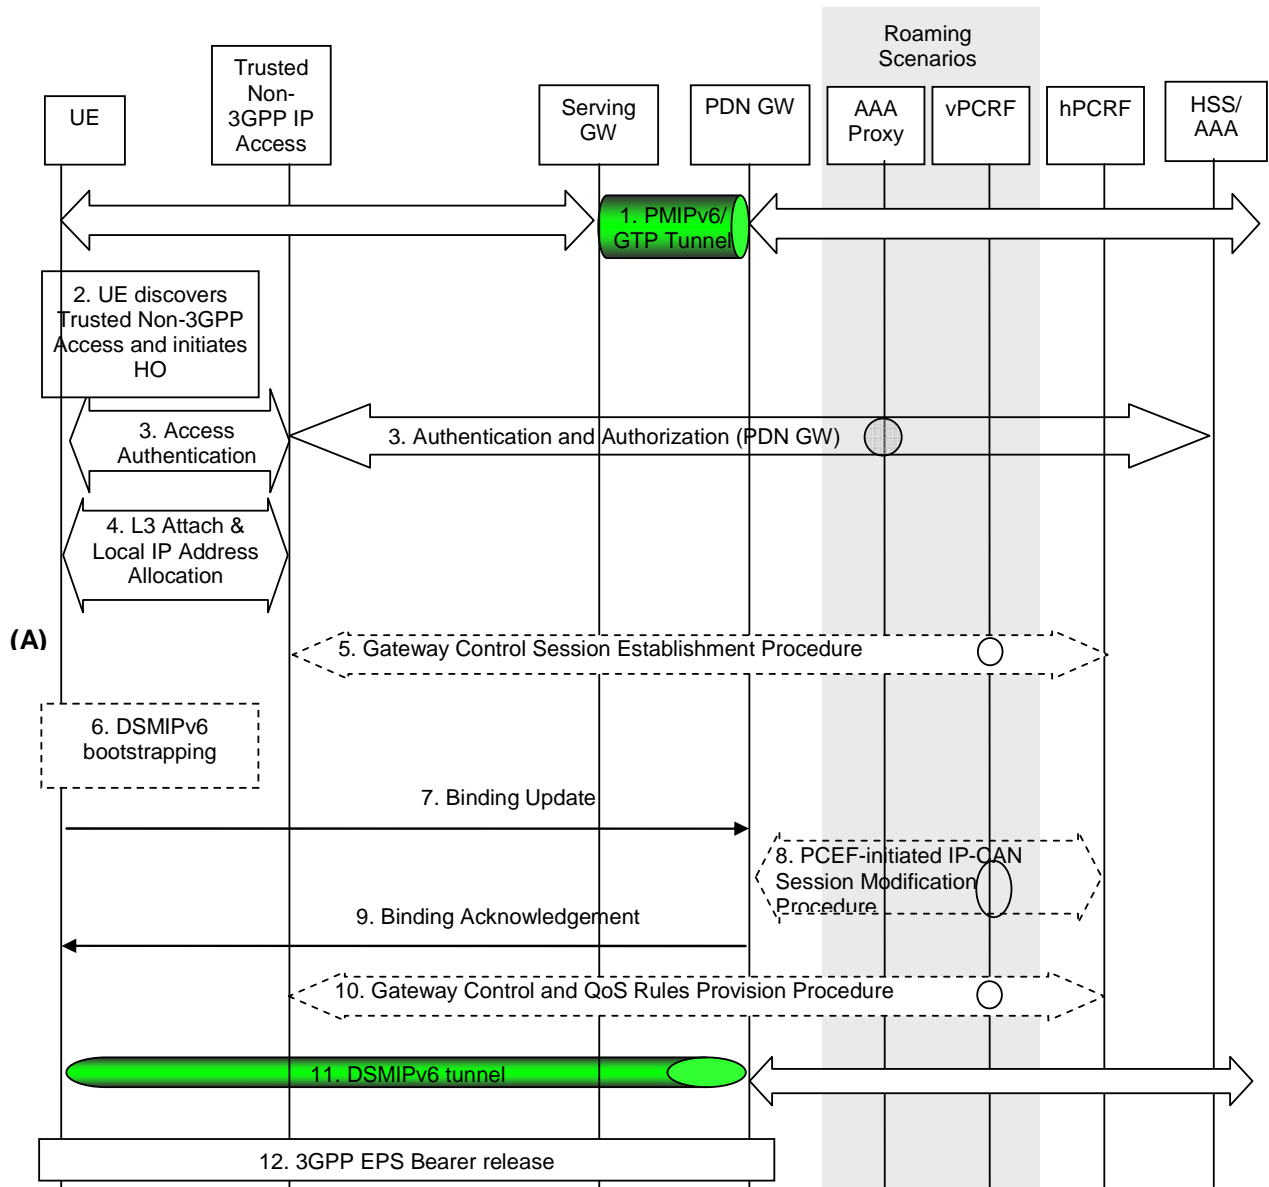 Roaming
Scenarios
UE
Trusted
Non-
3GPP IP
Access
Serving
GW
PDN GW
AAA
Proxy
vPCRF
hPCRF
HSS/
AAA
1. PMIPv6/
GTP Tunnel
2. UE discovers
Trusted Non-3GPP
Access and initiates
HO
3. Access
Authentication
3. Authentication and Authorization (PDN GW)
4. L3 Attach &
Local IP Address
Allocation
(A)
5. Gateway Control Session Establishment Procedure
6. DSMIPv6
bootstrapping
7. Binding Update
8. PCEF-initiated IP-CAN
Session Modification
Procedure
9. Binding Acknowledgement
10. Gateway Control and QoS Rules Provision Procedure
11. DSMIPv6 tunnel
12. 3GPP EPS Bearer release